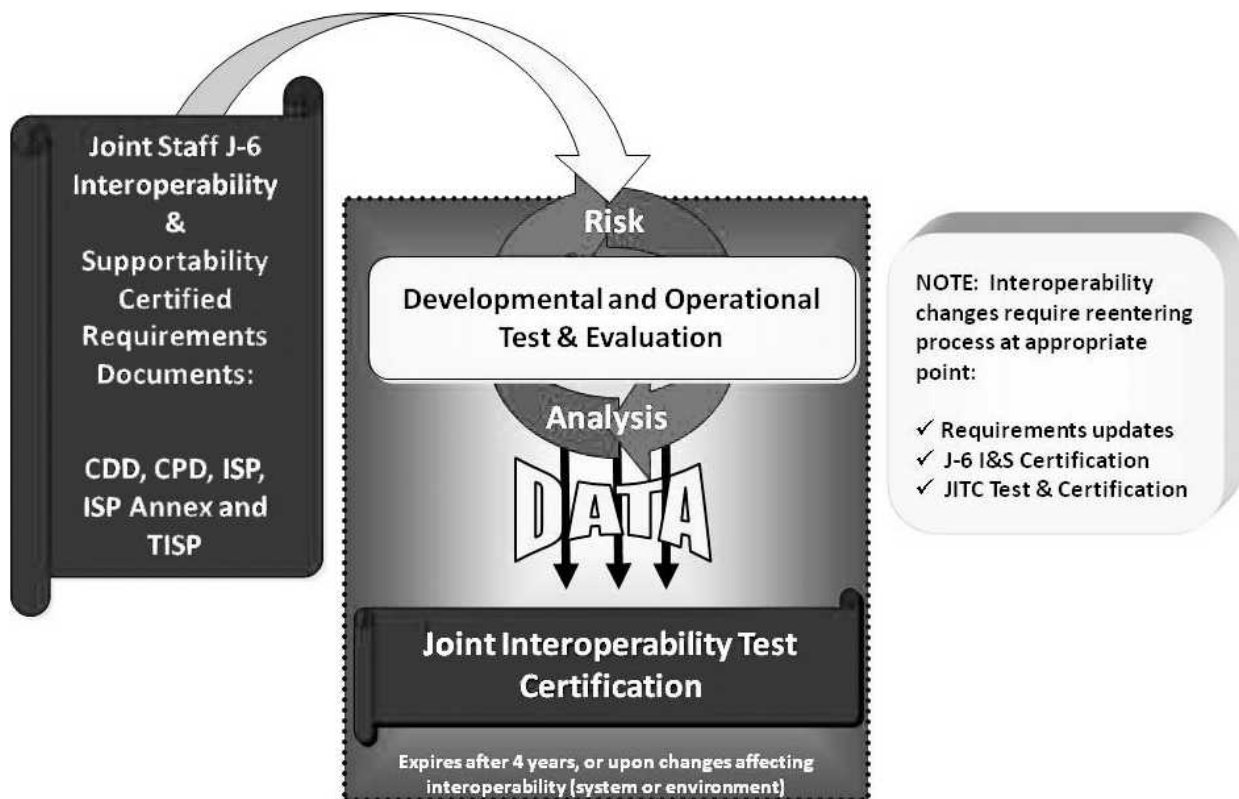 Joint Staff J-6
Interoperability
&
Supportability
Certified
Requirements
Documents:
CDD, CPD, ISP,
ISP Annex and
TISP
Risk
Developmental and Operational
Test & Evaluation
Analysis
DATA
Joint Interoperability Test
Certification
Expires after 4 years, or upon changes affecting
interoperability (system or environment)
NOTE: Interoperability
changes require reentering
process at appropriate
point:
✓ Requirements updates
✓ J-6 I&S Certification
✓ JITC Test & Certification